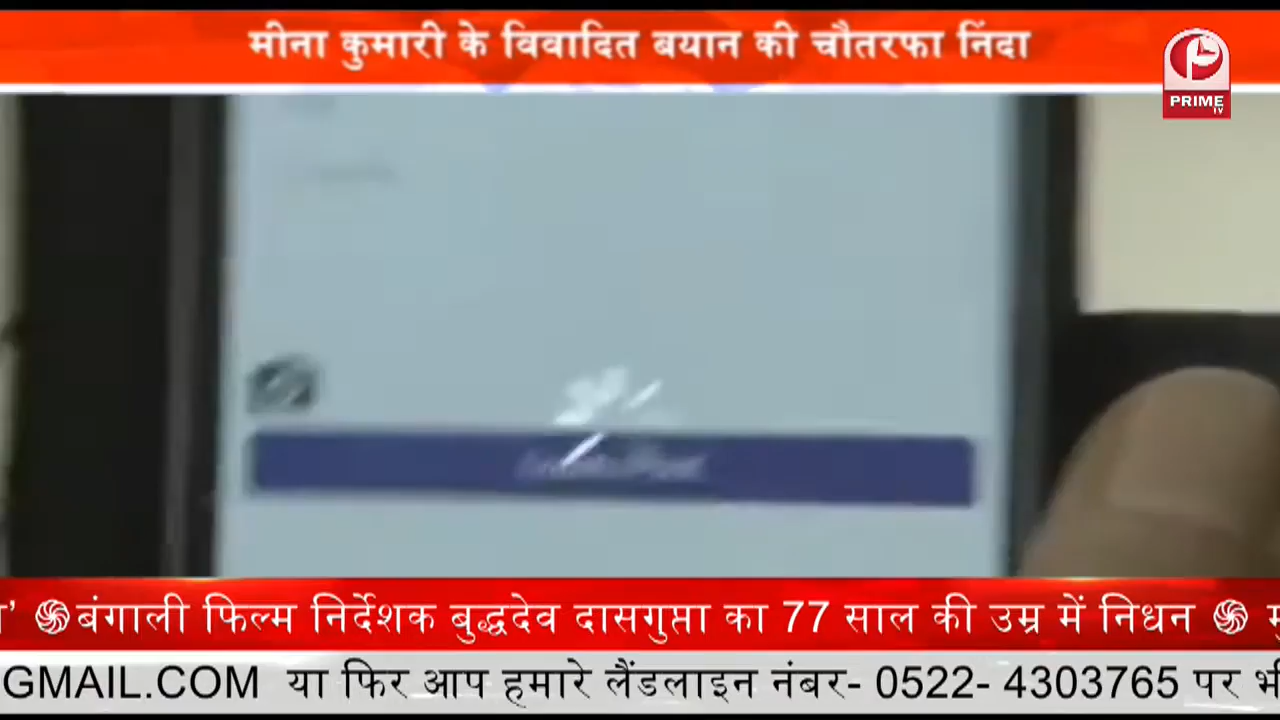 मीना कुमारी के विवादित बयान की चौतरफा निंदा
PRIME
TV
बंगाली फिल्म निर्देशक बुद्धदेव दासगुप्ता का 77 साल की उम्र में निधन
GMAIL.COM या फिर आप हमारे लैंडलाइन नंबर- 0522- 4303765 पर भी